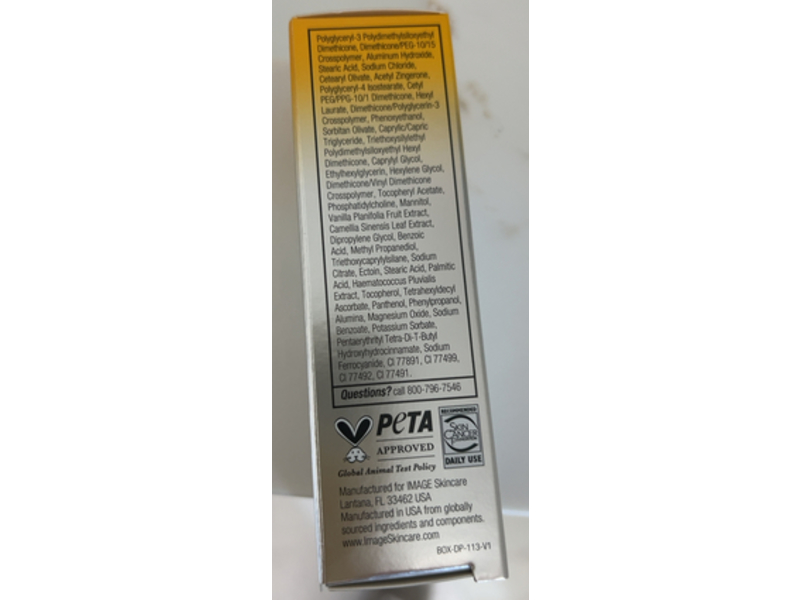 Polyglyceryl-3 Polydimethylsiloxyethyl
Dimethicone, Dimethicone/PEG-10/15
Crosspolymer, Aluminum Hydroxide,
Stearic Acid, Sodium Chloride,
Cetearyl Olivate, Acetyl Zingerone,
Polyglyceryl-4 Isostearate, Cetyl
PEG/PPG-10/1 Dimethicone, Hexyl
Laurate, Dimethicone/Polyglycerin-3
Crosspolymer, Phenoxyethanol,
Sorbitan Olivate, Caprylic/Capric
Triglyceride, Triethoxysilylethyl
Polydimethylsiloxyethyl Hexyl
Dimethicone, Caprylyl Glycol,
Ethylhexylglycerin, Hexylene Glycol,
Dimethicone/Vinyl Dimethicone
Crosspolymer, Tocopheryl Acetate,
Phosphatidylcholine, Mannitol,
Vanilla Planifolia Fruit Extract,
Camellia Sinensis Leaf Extract,
Dipropylene Glycol, Benzoic
Acid, Methyl Propanediol,
Triethoxycaprylylsilane, Sodium
Citrate, Ectoin, Stearic Acid, Palmitic
Acid, Haematococcus Pluvialis
Extract, Tocopherol, Tetrahexyldecyl
Ascorbate, Panthenol, Phenylpropanol,
Alumina, Magnesium Oxide, Sodium
Benzoate, Potassium Sorbate,
Pentaerythrityl Tetra-Di-T-Butyl
Hydroxyhydrocinnamate, Sodium
Ferrocyanide, CI 77891, CI 77499,
CI 77492, CI 77491.
Questions? call 800-796-7546
PETA
APPROVED
Global Animal Test Policy
RECOMMENDED
SKIN
CANCER
DAILY USE
Manufactured for IMAGE Skincare
Lantana, FL 33462 USA
Manufactured in USA from globally
sourced ingredients and components.
www.ImageSkincare.com
BOX-DP-113-V1